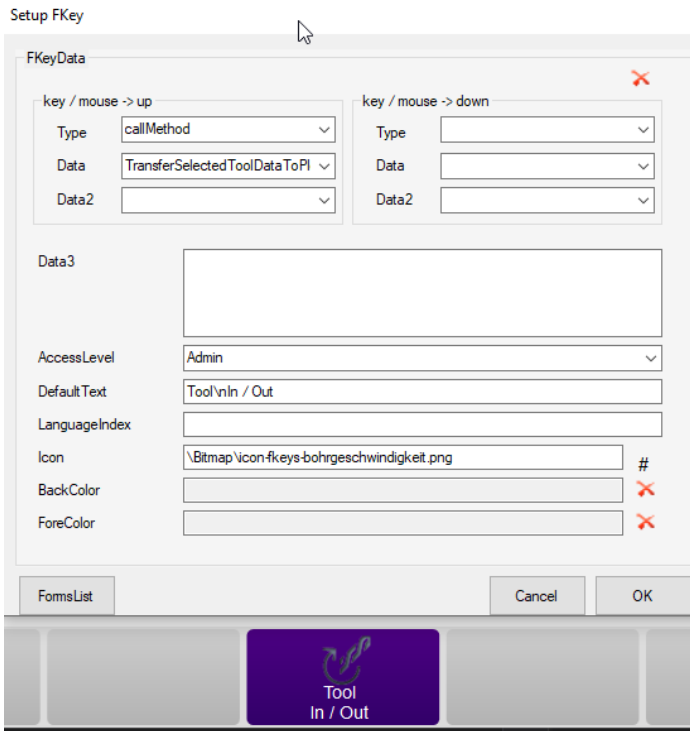 Setup FKey
FKeyData
key / mouse -> up
Type callMethod
Data TransferSelectedToolDataToPl
Data2
key / mouse -> down
Type
Data
Data2
Data3
AccessLevel Admin
DefaultText Tool\nIn / Out
LanguageIndex
Icon \Bitmap\icon-fkeys-bohrgeschwindigkeit.png #
BackColor
ForeColor
FormsList Cancel OK
Tool
In / Out